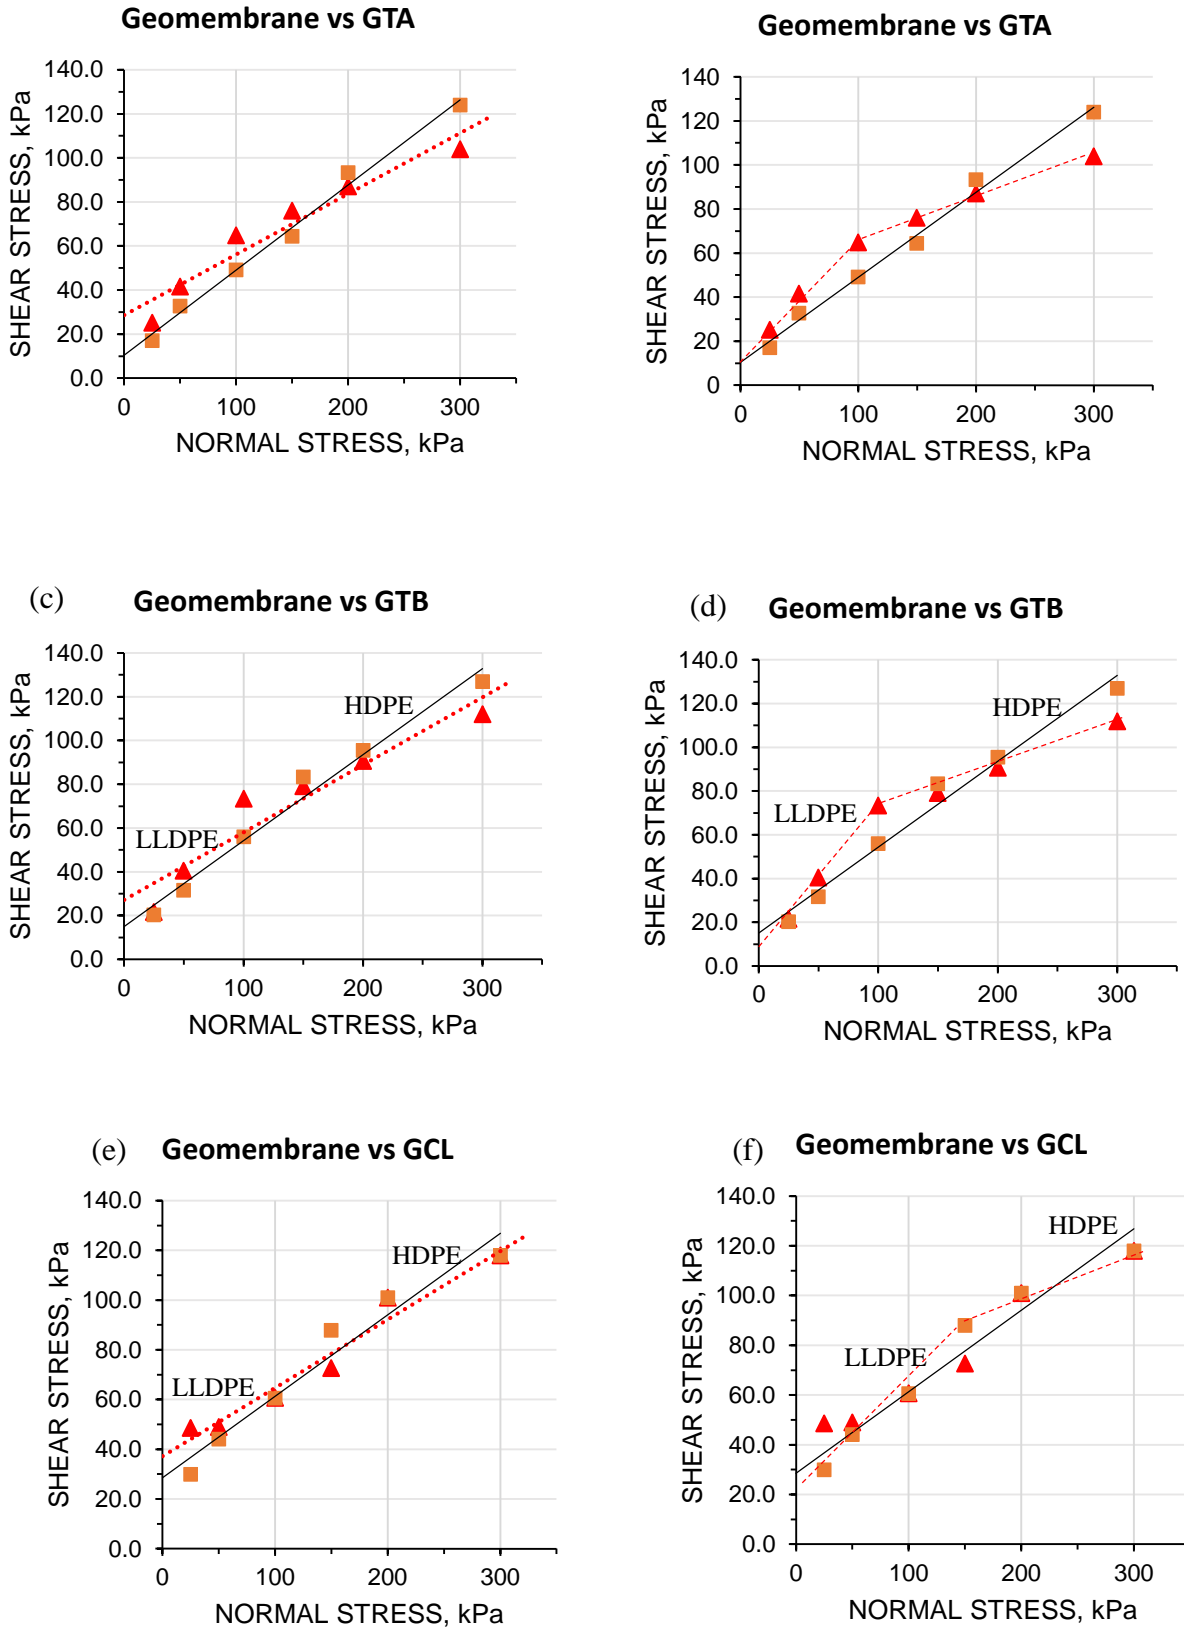 Geomembrane vs GTA
140.0
120.0
100.0
80.0
60.0
40.0
20.0
0.0
SHEAR STRESS, kPa
0 100 200 300
NORMAL STRESS, kPa
Geomembrane vs GTA
140
120
100
80
60
40
20
0
SHEAR STRESS, kPa
0 100 200 300
NORMAL STRESS, kPa
(c) Geomembrane vs GTB
140.0
120.0
100.0
80.0
60.0
40.0
20.0
0.0
SHEAR STRESS, kPa
HDPE
LLDPE
0 100 200 300
NORMAL STRESS, kPa
(d) Geomembrane vs GTB
140.0
120.0
100.0
80.0
60.0
40.0
20.0
0.0
SHEAR STRESS, kPa
HDPE
LLDPE
0 100 200 300
NORMAL STRESS, kPa
(e) Geomembrane vs GCL
140.0
120.0
100.0
80.0
60.0
40.0
20.0
0.0
SHEAR STRESS, kPa
HDPE
LLDPE
0 100 200 300
NORMAL STRESS, kPa
(f) Geomembrane vs GCL
140.0
120.0
100.0
80.0
60.0
40.0
20.0
0.0
SHEAR STRESS, kPa
HDPE
LLDPE
0 100 200 300
NORMAL STRESS, kPa